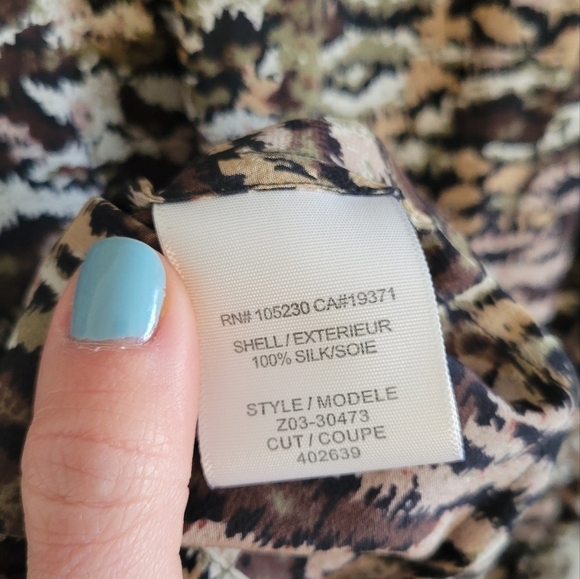 RN# 105230 CA#19371
SHELL / EXTERIEUR
100% SILK/SOIE
STYLE / MODELE
Z03-30473
CUT / COUPE
402639